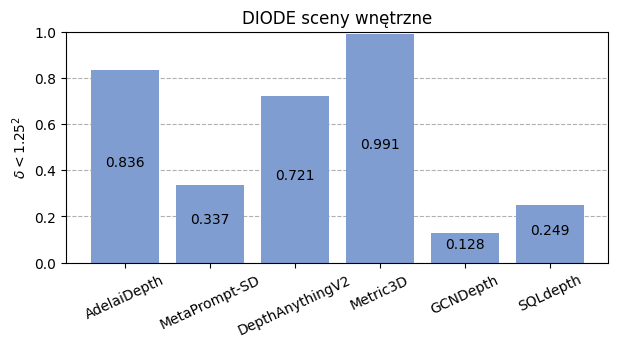 DIODE sceny wnętrzne
δ < 1.25²
1.0
0.8
0.6
0.4
0.2
0.0
0.836
0.337
0.721
0.991
0.128
0.249
AdelaiDepth
MetaPrompt-SD
DepthAnythingV2
Metric3D
GCNDepth
SQLdepth